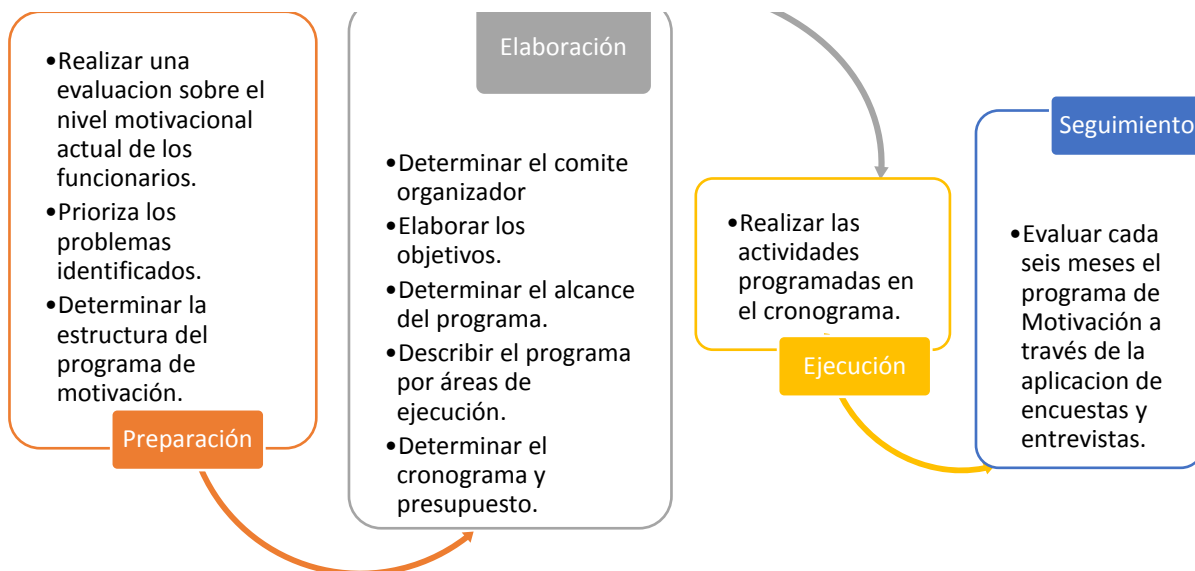 •Realizar una
evaluacion sobre el
nivel motivacional
actual de los
funcionarios.
•Prioriza los
problemas
identificados.
•Determinar la
estructura del
programa de
motivación.
Preparación
Elaboración
•Determinar el comite
organizador
•Elaborar los
objetivos.
•Determinar el alcance
del programa.
•Describir el programa
por áreas de
ejecución.
•Determinar el
cronograma y
presupuesto.
•Realizar las
actividades
programadas en
el cronograma.
Ejecución
Seguimiento
•Evaluar cada
seis meses el
programa de
Motivación a
través de la
aplicacion de
encuestas y
entrevistas.